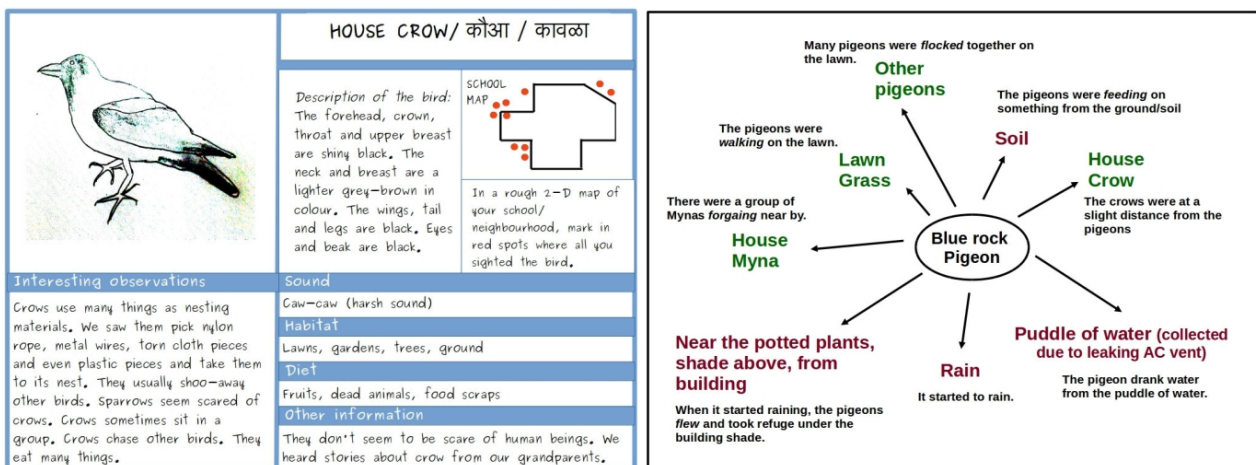 HOUSE CROW/ कौआ / कावळा
Description of the bird:
The forehead, crown,
throat and upper breast
are shiny black. The
neck and breast are a
lighter grey-brown in
colour. The wings, tail
and legs are black. Eyes
and beak are black.
SCHOOL
MAP
In a rough 2-D map of
your school/
neighbourhood, mark in
red spots where all you
sighted the bird.
Interesting observations
Crows use many things as nesting
materials. We saw them pick nylon
rope, metal wires, torn cloth pieces
and even plastic pieces and take them
to its nest. They usually shoo-away
other birds. Sparrows seem scared of
crows. Crows sometimes sit in a
group. Crows chase other birds. They
eat many things.
Sound
Caw-caw (harsh sound)
Habitat
Lawns, gardens, trees, ground
Diet
Fruits, dead animals, food scraps
Other information
They don't seem to be scare of human beings. We
heard stories about crow from our grandparents.
Many pigeons were flocked together on
the lawn.
Other
pigeons
The pigeons were feeding on
something from the ground/soil
Soil
The pigeons were
walking on the lawn.
Lawn
Grass
House
Crow
The crows were at a
slight distance from the
pigeons
There were a group of
Mynas forgaing near by.
House
Myna
Blue rock
Pigeon
Near the potted plants,
shade above, from
building
When it started raining, the pigeons
flew and took refuge under the
building shade.
Rain
It started to rain.
Puddle of water (collected
due to leaking AC vent)
The pigeon drank water
from the puddle of water.